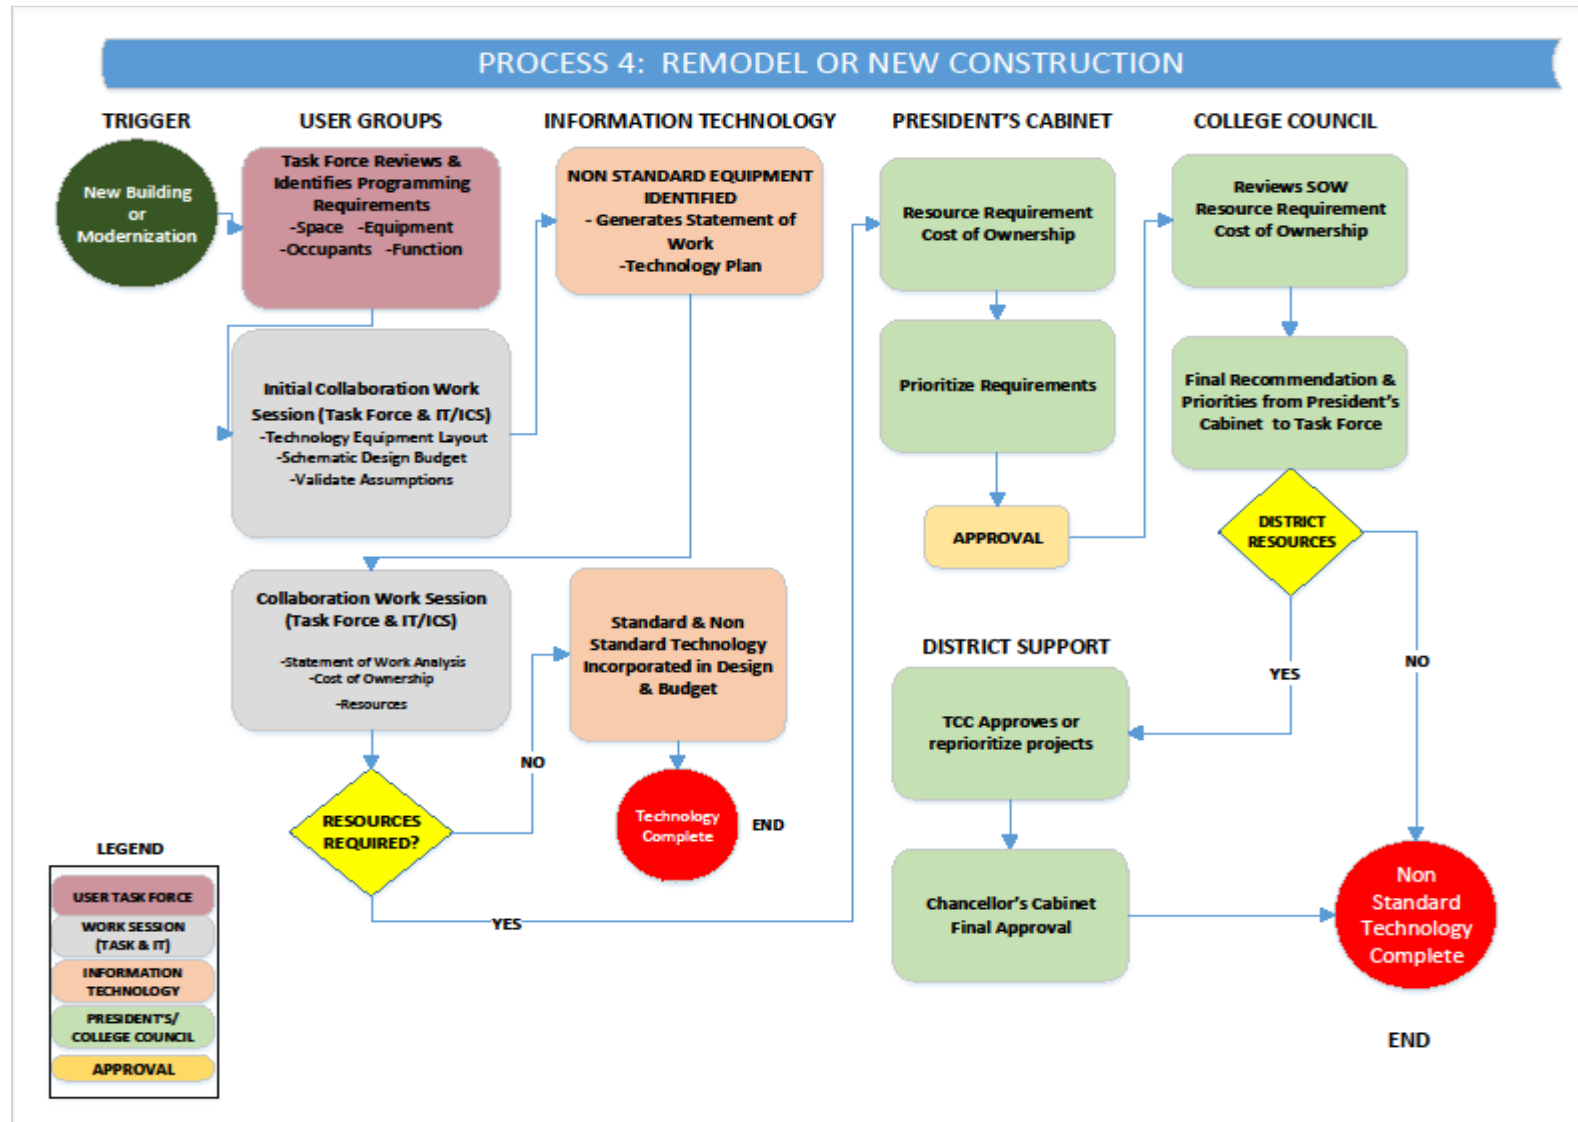 PROCESS 4:  REMODEL OR NEW CONSTRUCTION
TRIGGER
USER GROUPS
INFORMATION TECHNOLOGY
PRESIDENT'S CABINET
COLLEGE COUNCIL
New Building
or
Modernization
Task Force Reviews &
Identifies Programming
Requirements
-Space   -Equipment
-Occupants   -Function
NON STANDARD EQUIPMENT
IDENTIFIED
- Generates Statement of
Work
-Technology Plan
Resource Requirement
Cost of Ownership
Reviews SOW
Resource Requirement
Cost of Ownership
Initial Collaboration Work
Session (Task Force & IT/ICS)
-Technology Equipment Layout
-Schematic Design Budget
-Validate Assumptions
Prioritize Requirements
Final Recommendation &
Priorities from President's
Cabinet  to Task Force
APPROVAL
DISTRICT
RESOURCES
Collaboration Work Session
(Task Force & IT/ICS)
-Statement of Work Analysis
-Cost of Ownership
-Resources
Standard & Non
Standard Technology
Incorporated in Design
& Budget
DISTRICT SUPPORT
YES
NO
TCC Approves or
reprioritize projects
NO
RESOURCES
REQUIRED?
Technology
Complete
END
YES
Chancellor's Cabinet
Final Approval
Non
Standard
Technology
Complete
END
LEGEND
USER TASK FORCE
WORK SESSION
(TASK & IT)
INFORMATION
TECHNOLOGY
PRESIDENT'S/
COLLEGE COUNCIL
APPROVAL